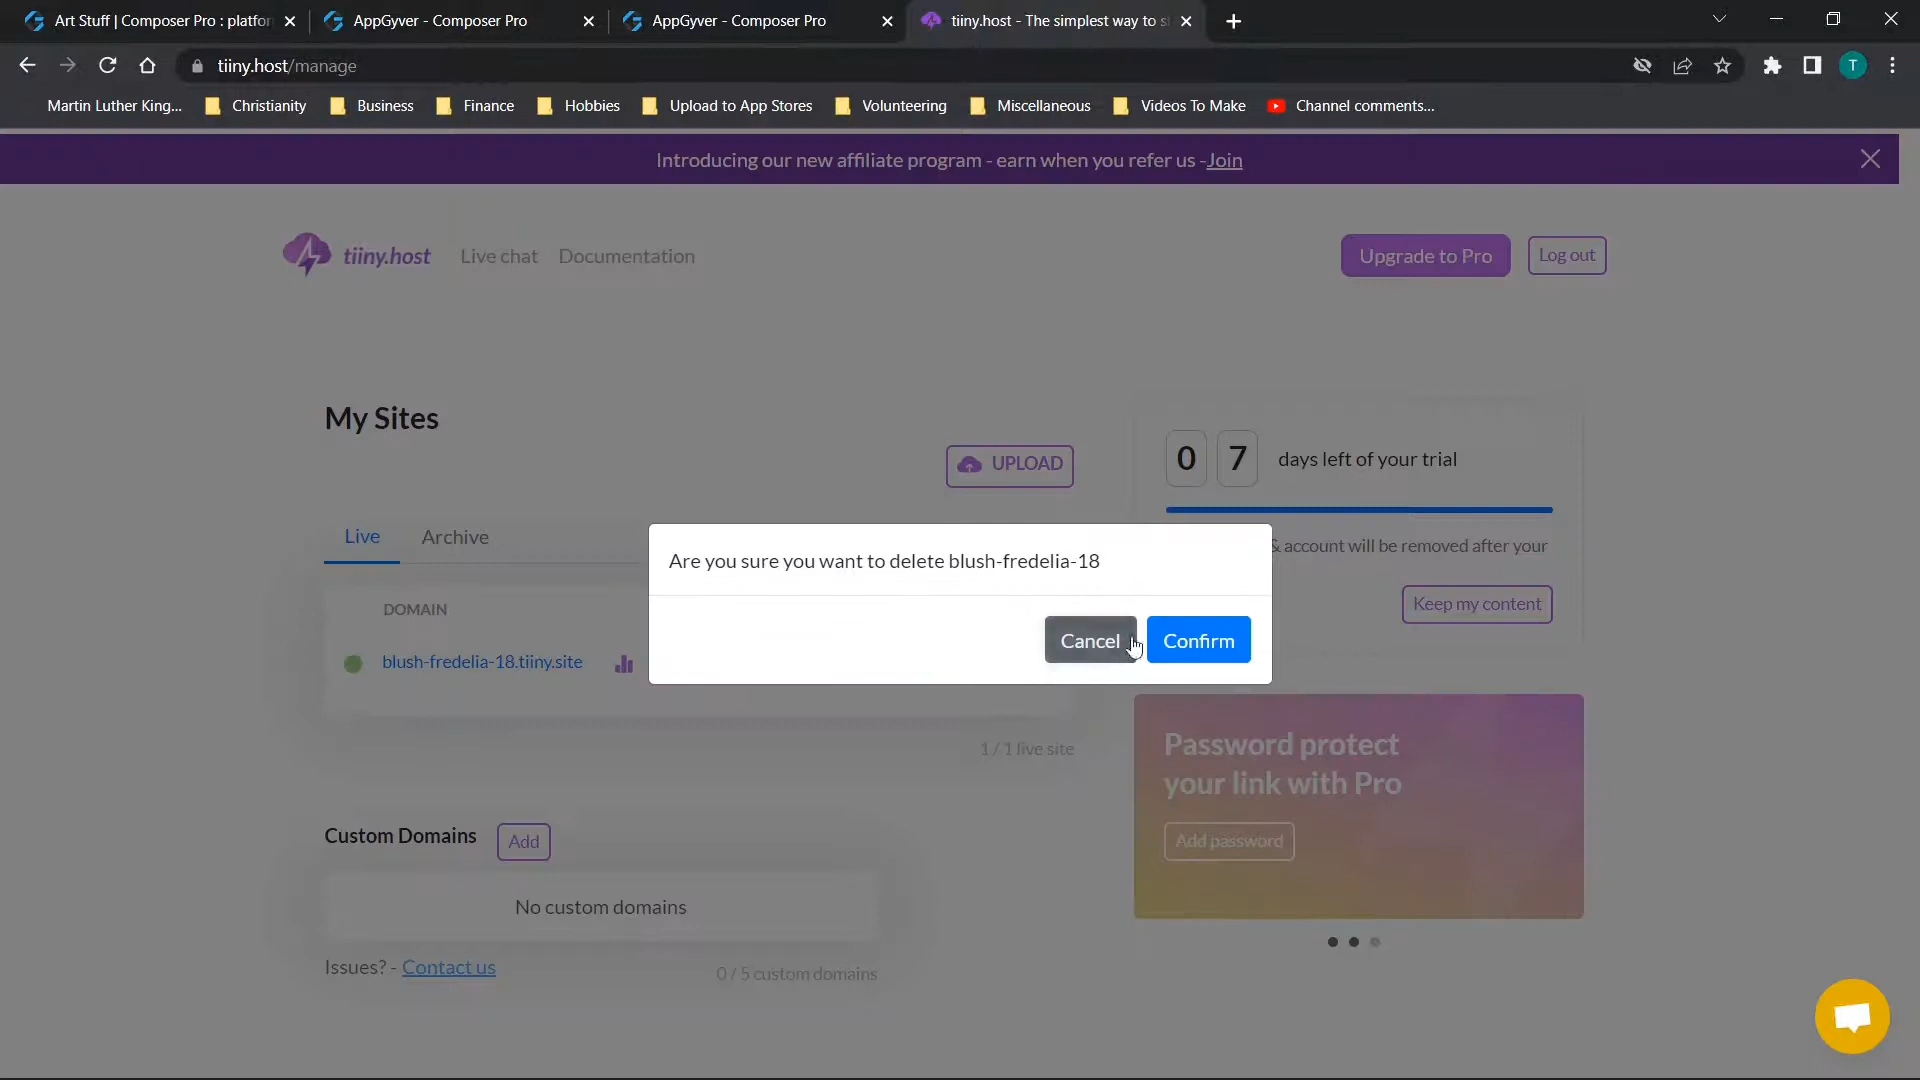 Art Stuff | Composer Pro : platfor
AppGyver - Composer Pro
AppGyver - Composer Pro
tiiny.host - The simplest way to s
tiiny.host/manage
T
Martin Luther King...
Christianity
Business
Finance
Hobbies
Upload to App Stores
Volunteering
Miscellaneous
Videos To Make
Channel comments...
Introducing our new affiliate program - earn when you refer us -Join
tiiny.host
Live chat
Documentation
Upgrade to Pro
Log out
My Sites
UPLOAD
0 7 days left of your trial
Live
Archive
& account will be removed after your
Are you sure you want to delete blush-fredelia-18
Keep my content
DOMAIN
Cancel
Confirm
blush-fredelia-18.tiiny.site
1 / 1 live site
Password protect
your link with Pro
Add password
Custom Domains
Add
No custom domains
Issues? - Contact us
0 / 5 custom domains